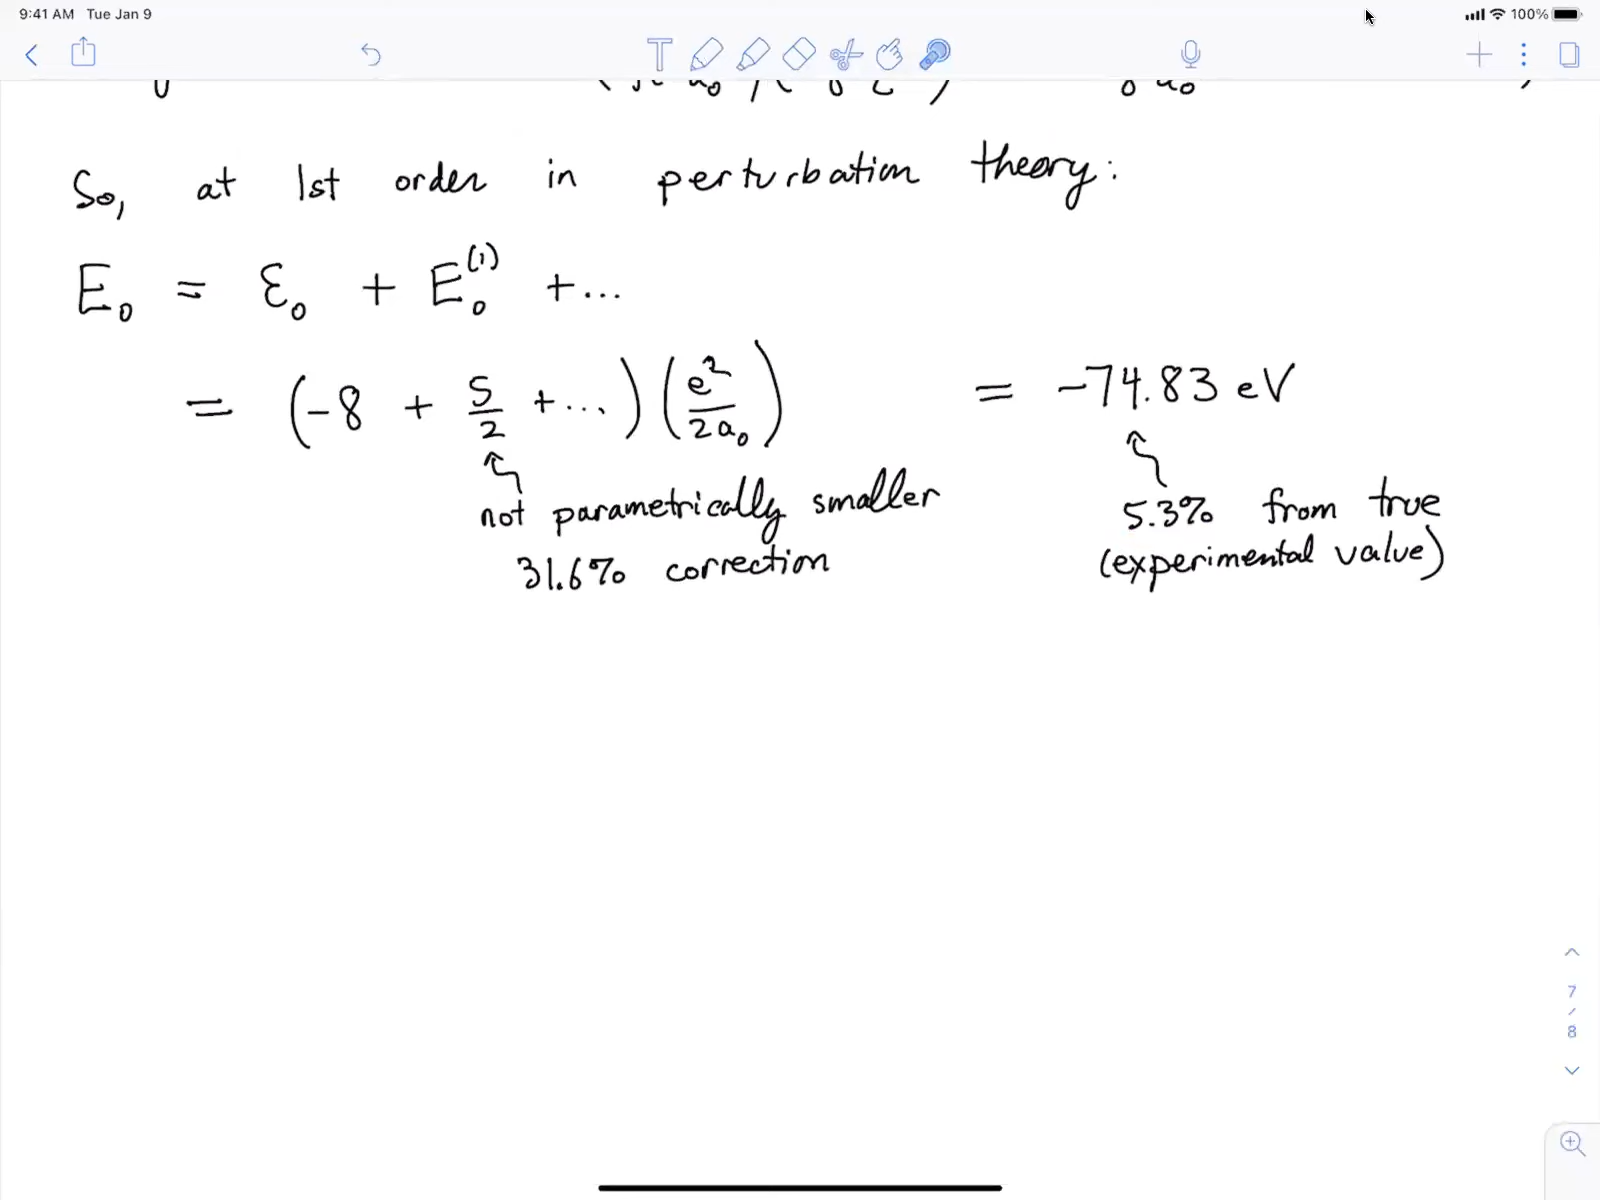 9:41 AM Tue Jan 9
100%
So, at 1st order in perturbation theory:
E₀ = ℰ₀ + E₀⁽¹⁾ + ...
= (-8 + 5/2 + ...) (e²/2a₀) = -74.83 eV
not parametrically smaller
31.6% correction
5.3% from true
(experimental value)
7
/
8